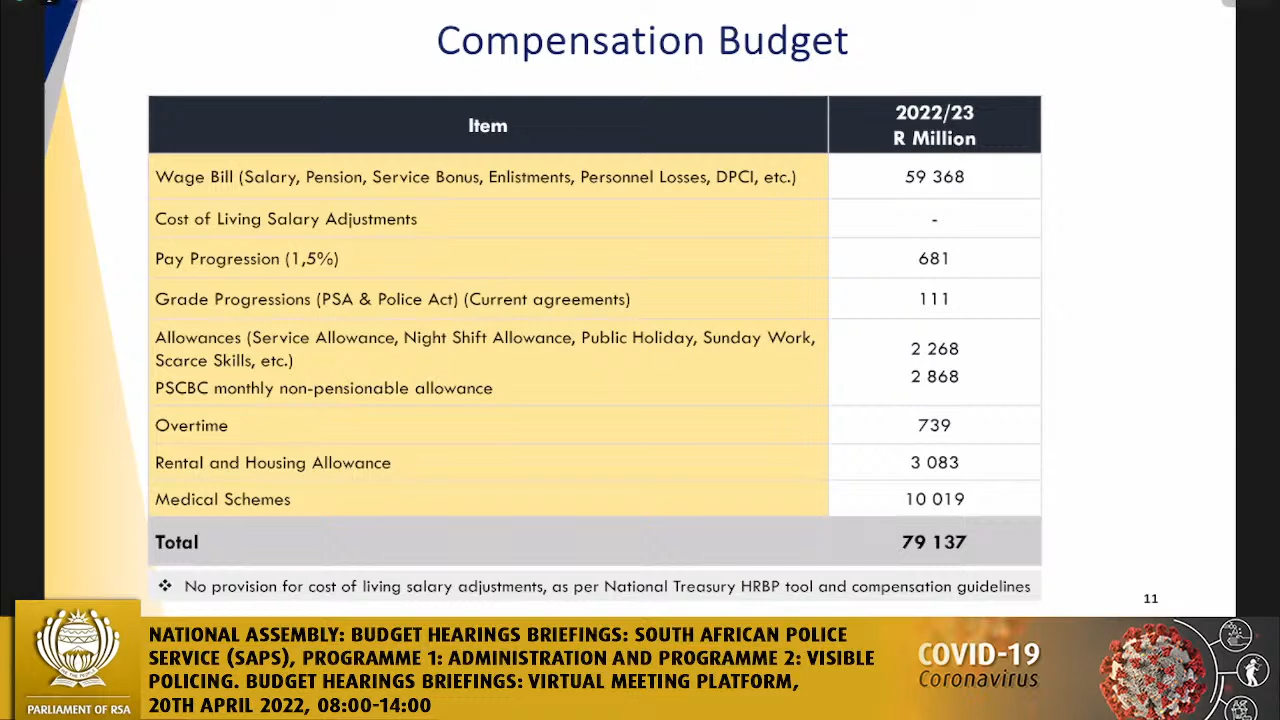 Compensation Budget
Item
2022/23
R Million
Wage Bill (Salary, Pension, Service Bonus, Enlistments, Personnel Losses, DPCI, etc.) 59 368
Cost of Living Salary Adjustments -
Pay Progression (1,5%) 681
Grade Progressions (PSA & Police Act) (Current agreements) 111
Allowances (Service Allowance, Night Shift Allowance, Public Holiday, Sunday Work,
Scarce Skills, etc.) 2 268
PSCBC monthly non-pensionable allowance 2 868
Overtime 739
Rental and Housing Allowance 3 083
Medical Schemes 10 019
Total 79 137
❖ No provision for cost of living salary adjustments, as per National Treasury HRBP tool and compensation guidelines
11
PARLIAMENT OF RSA
NATIONAL ASSEMBLY: BUDGET HEARINGS BRIEFINGS: SOUTH AFRICAN POLICE
SERVICE (SAPS), PROGRAMME 1: ADMINISTRATION AND PROGRAMME 2: VISIBLE
POLICING. BUDGET HEARINGS BRIEFINGS: VIRTUAL MEETING PLATFORM,
20TH APRIL 2022, 08:00-14:00
COVID-19
Coronavirus